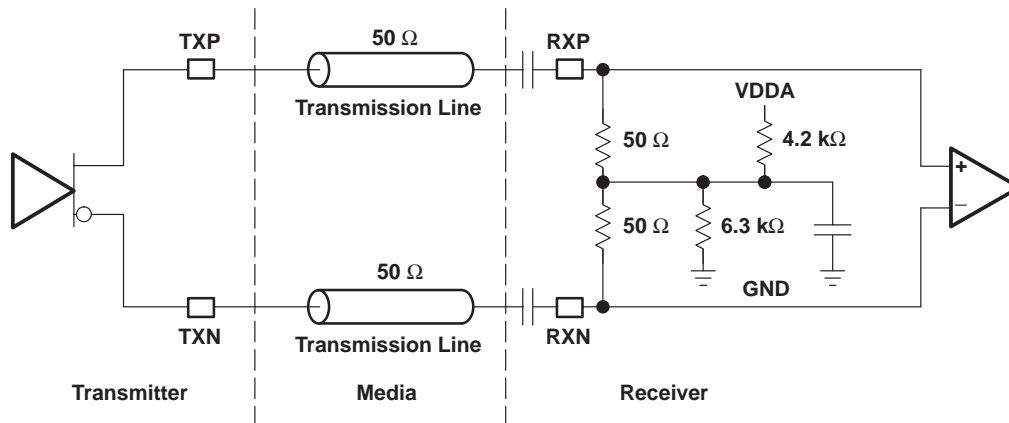 TXP
50 Ω
RXP
Transmission Line
VDDA
50 Ω
4.2 kΩ
+
−
50 Ω
6.3 kΩ
50 Ω
GND
TXN
RXN
Transmission Line
Transmitter
Media
Receiver